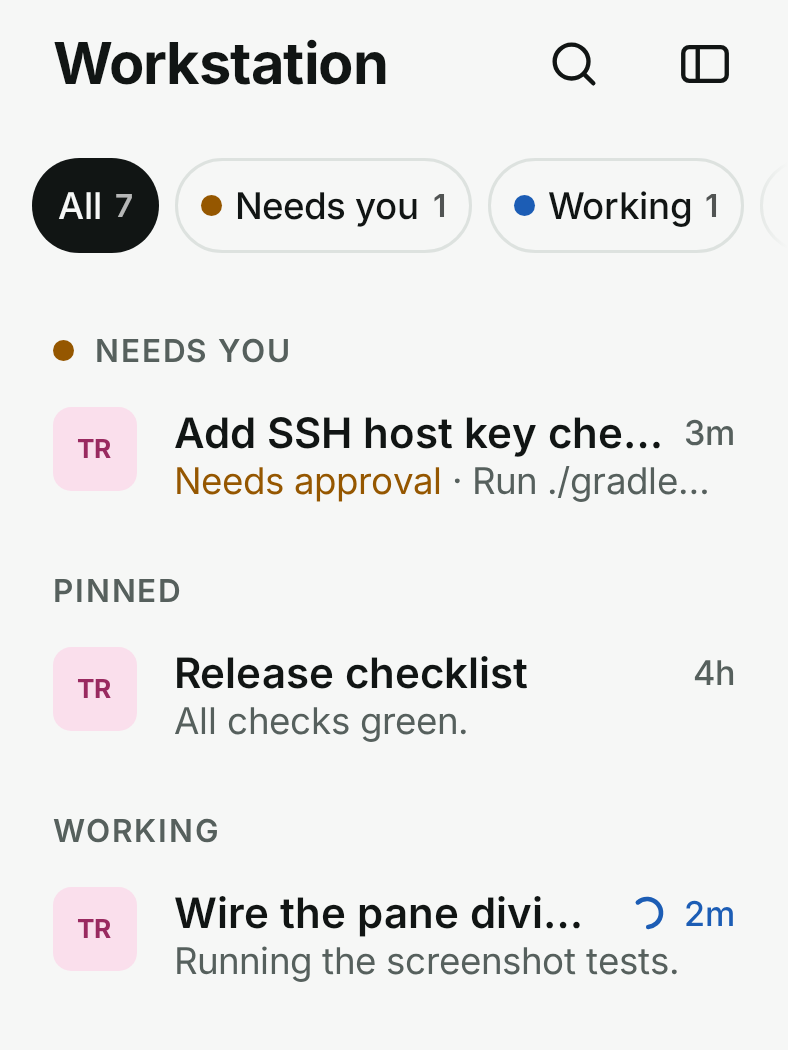 Workstation
All 7 Needs you 1 Working 1
NEEDS YOU
TR Add SSH host key che... 3m
Needs approval · Run ./gradle...
PINNED
TR Release checklist 4h
All checks green.
WORKING
TR Wire the pane divi... 2m
Running the screenshot tests.